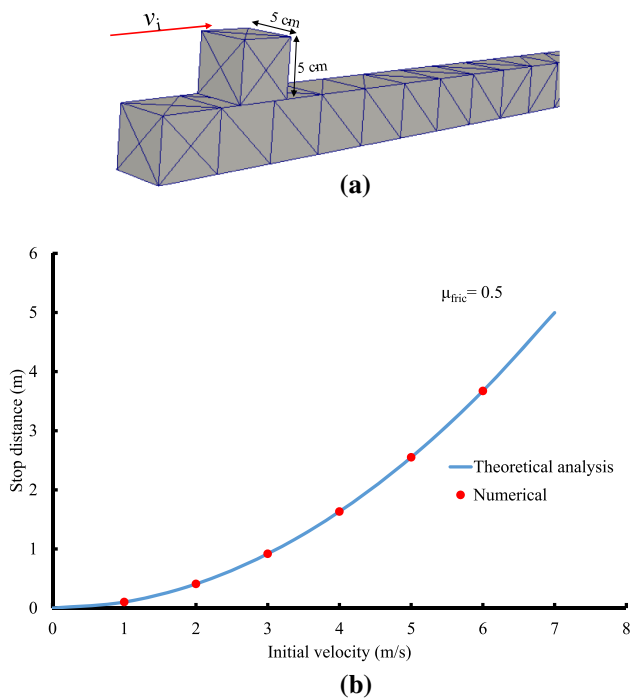 v_i
5 cm
5 cm
(a)
6
5
4
3
2
1
0
Stop distance (m)
μ_fric= 0.5
Theoretical analysis
Numerical
0 1 2 3 4 5 6 7 8
Initial velocity (m/s)
(b)